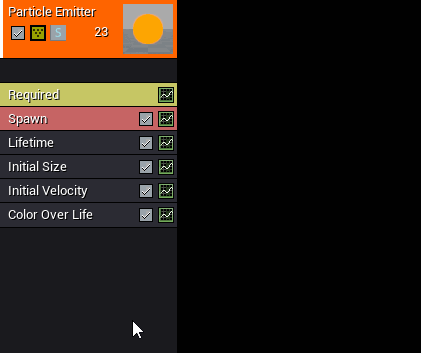 Particle Emitter
S 23
Required
Spawn
Lifetime
Initial Size
Initial Velocity
Color Over Life